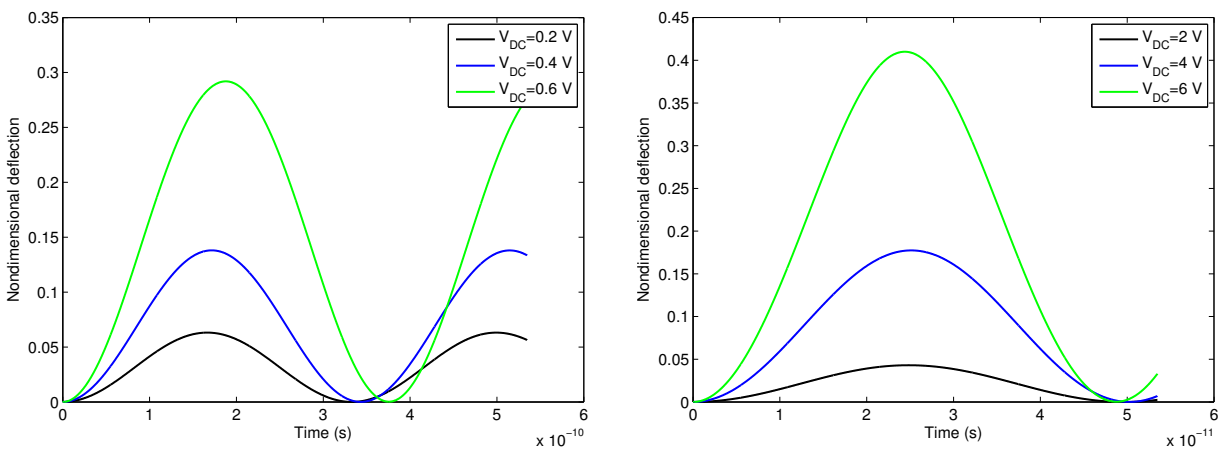 0.35
0.3
0.25
0.2
0.15
0.1
0.05
0
Nondimensional deflection
V_DC=0.2 V
V_DC=0.4 V
V_DC=0.6 V
0 1 2 3 4 5 6
Time (s)
x 10^−10
0.45
0.4
0.35
0.3
0.25
0.2
0.15
0.1
0.05
0
Nondimensional deflection
V_DC=2 V
V_DC=4 V
V_DC=6 V
0 1 2 3 4 5 6
Time (s)
x 10^−11